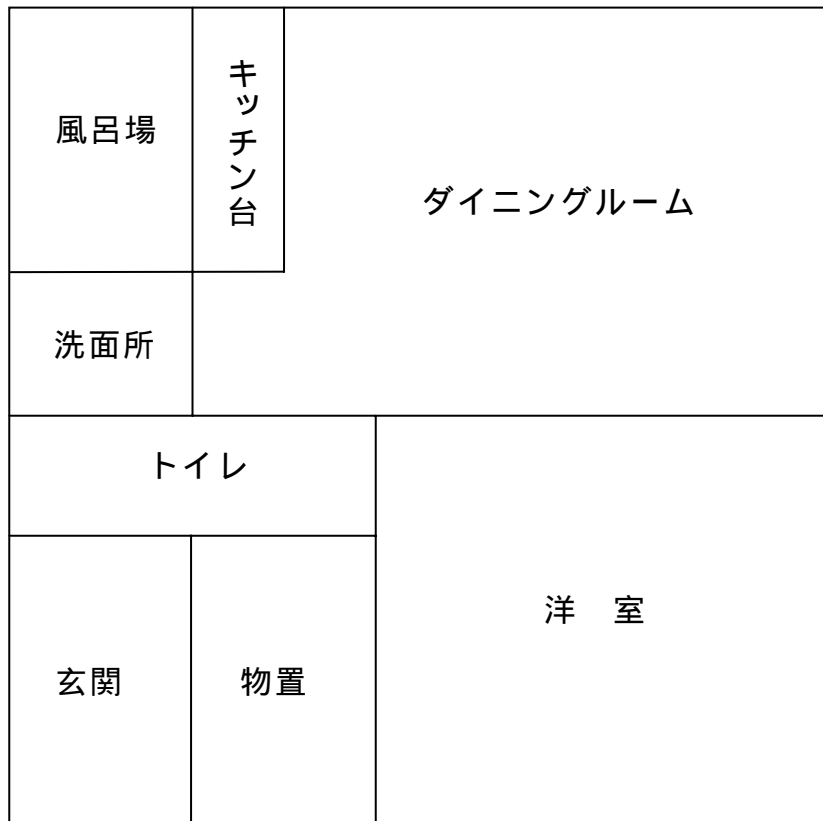 風呂場
キッチン台
ダイニングルーム
洗面所
トイレ
洋　室
玄関
物置